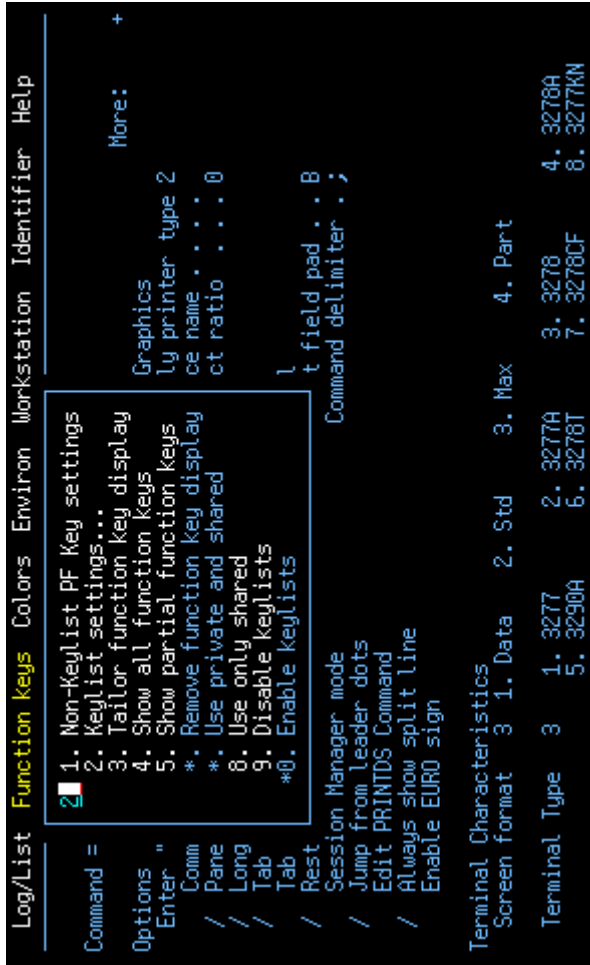 Log/List Function keys Colors Environ Workstation Identifier Help
More: +
Command =
2 1. Non-Keylist PF Key settings
2. Keylist settings...
Options 3. Tailor function key display Graphics
Enter " 4. Show all function keys ly printer type 2
Comm 5. Show partial function keys ce name . . . . .
/ Pane *. Remove function key display ct ratio . . . . 0
/ Long *. Use private and shared
/ Tab 8. Use only shared
Tab 9. Disable keylists l
/ Rest *0. Enable keylists t field pad . . B
Session Manager mode Command delimiter . ;
/ Jump from leader dots
Edit PRINTDS Command
/ Always show split line
Enable EURO sign
Terminal Characteristics
Screen format 3 1. Data 2. Std 3. Max 4. Part
Terminal Type 3 1. 3277 2. 3277A 3. 3278 4. 3278A
5. 3290A 6. 3278T 7. 3278CF 8. 3277KN